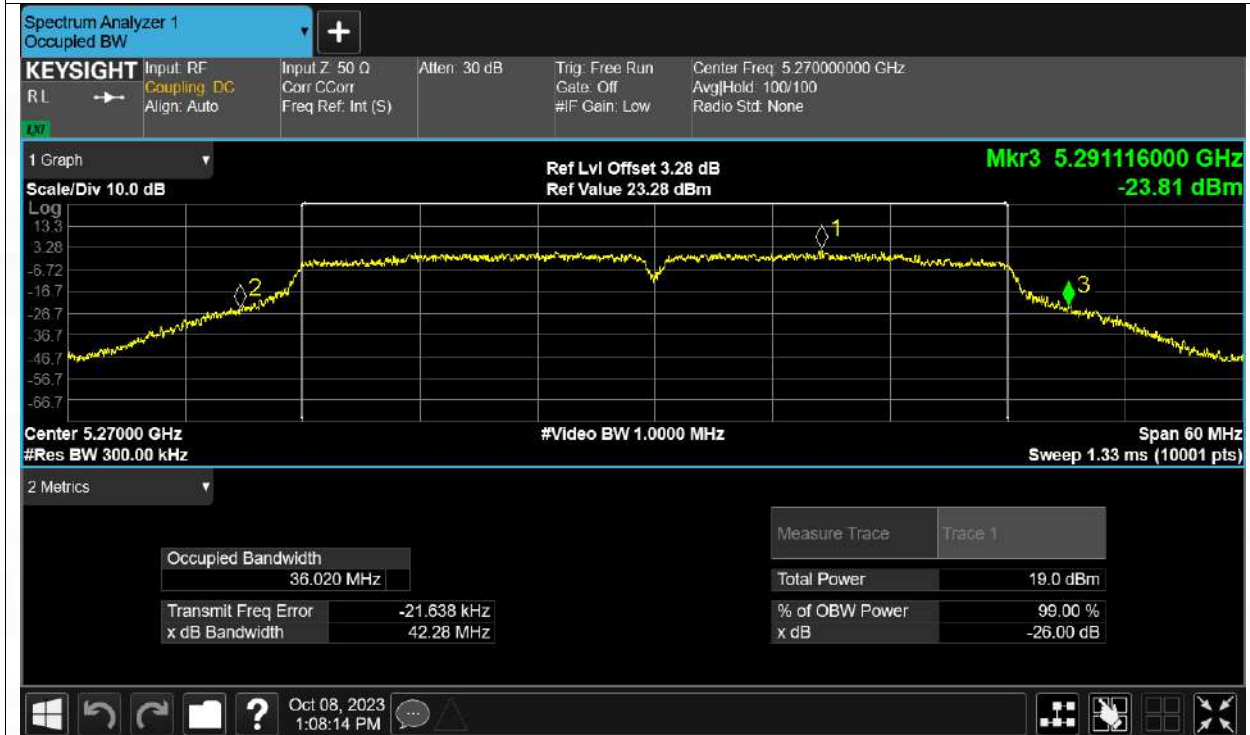 Spectrum Analyzer 1
Occupied BW
KEYSIGHT
RL
LXI
Input: RF
Coupling: DC
Align: Auto
Input Z: 50 Ω
Corr CCorr
Freq Ref: Int (S)
Atten: 30 dB
Trig: Free Run
Gate: Off
#IF Gain: Low
Center Freq: 5.270000000 GHz
Avg|Hold: 100/100
Radio Std: None
1 Graph
Scale/Div 10.0 dB
Ref Lvl Offset 3.28 dB
Ref Value 23.28 dBm
Mkr3 5.291116000 GHz
-23.81 dBm
Log
13.3
3.28
-6.72
-16.7
-26.7
-36.7
-46.7
-56.7
-66.7
1
2
3
Center 5.27000 GHz
#Res BW 300.00 kHz
#Video BW 1.0000 MHz
Span 60 MHz
Sweep 1.33 ms (10001 pts)
2 Metrics
Measure Trace Trace 1
Occupied Bandwidth
36.020 MHz
Total Power 19.0 dBm
Transmit Freq Error -21.638 kHz
% of OBW Power 99.00 %
x dB Bandwidth 42.28 MHz
x dB -26.00 dB
?
Oct 08, 2023
1:08:14 PM